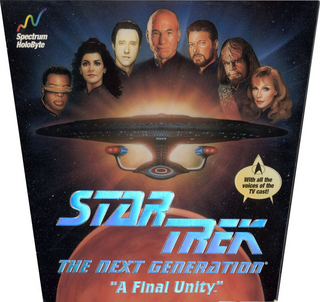 Spectrum
HoloByte
With all the
voices of the
TV cast!
STAR
TREK
THE NEXT GENERATION®
"A Final Unity."